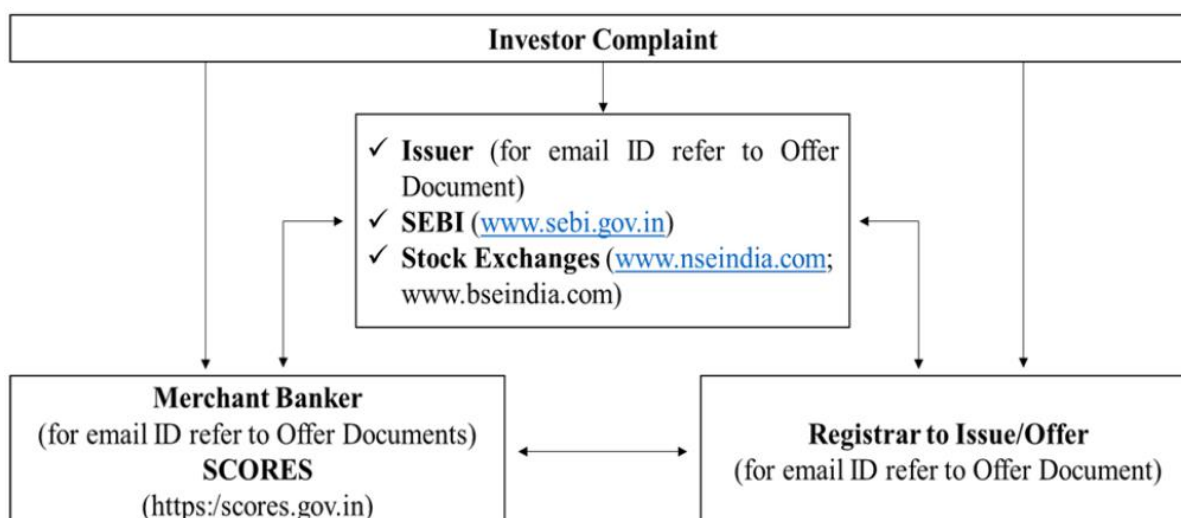 Investor Complaint
✓ Issuer (for email ID refer to Offer
Document)
✓ SEBI (www.sebi.gov.in)
✓ Stock Exchanges (www.nseindia.com;
www.bseindia.com)
Merchant Banker
(for email ID refer to Offer Documents)
SCORES
(https:/scores.gov.in)
Registrar to Issue/Offer
(for email ID refer to Offer Document)